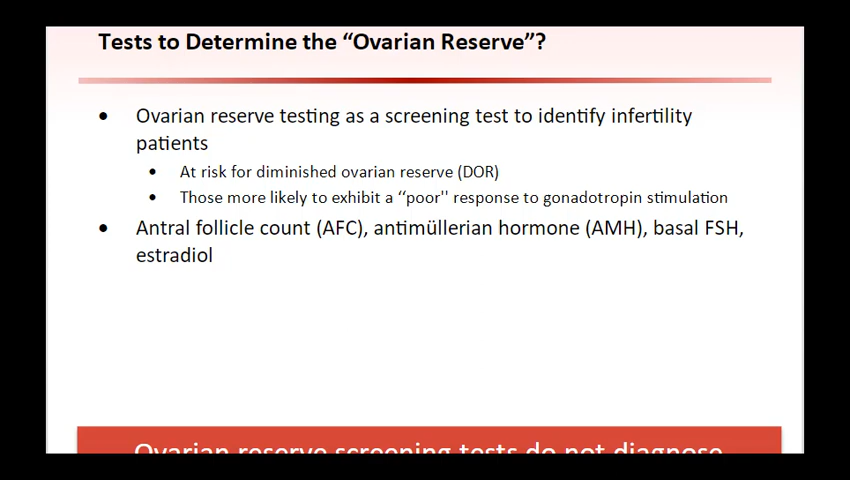 Tests to Determine the “Ovarian Reserve”?
• Ovarian reserve testing as a screening test to identify infertility
patients
• At risk for diminished ovarian reserve (DOR)
• Those more likely to exhibit a “poor" response to gonadotropin stimulation
• Antral follicle count (AFC), antimüllerian hormone (AMH), basal FSH,
estradiol
Ovarian reserve screening tests do not diagnose